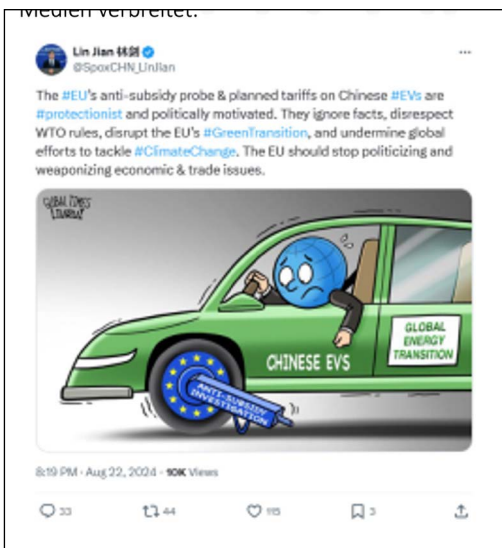 Medien verbreitet.
Lin Jian 林剑
@SpoxCHN_LinJian
The #EU's anti-subsidy probe & planned tariffs on Chinese #EVs are
#protectionist and politically motivated. They ignore facts, disrespect
WTO rules, disrupt the EU's #GreenTransition, and undermine global
efforts to tackle #ClimateChange. The EU should stop politicizing and
weaponizing economic & trade issues.
GLOBAL TIMES
CHINESE EVS
GLOBAL
ENERGY
TRANSITION
ANTI-SUBSIDY
INVESTIGATION
8:19 PM · Aug 22, 2024 · 10K Views
33
44
115
3